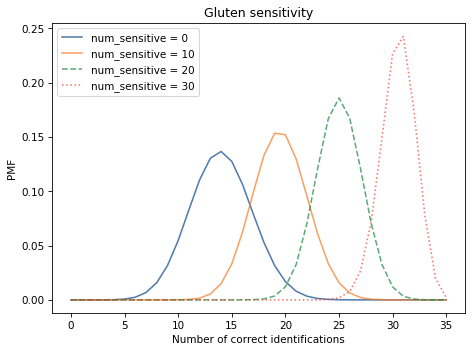 Gluten sensitivity
num_sensitive = 0
num_sensitive = 10
num_sensitive = 20
num_sensitive = 30
PMF
0.25
0.20
0.15
0.10
0.05
0.00
0 5 10 15 20 25 30 35
Number of correct identifications